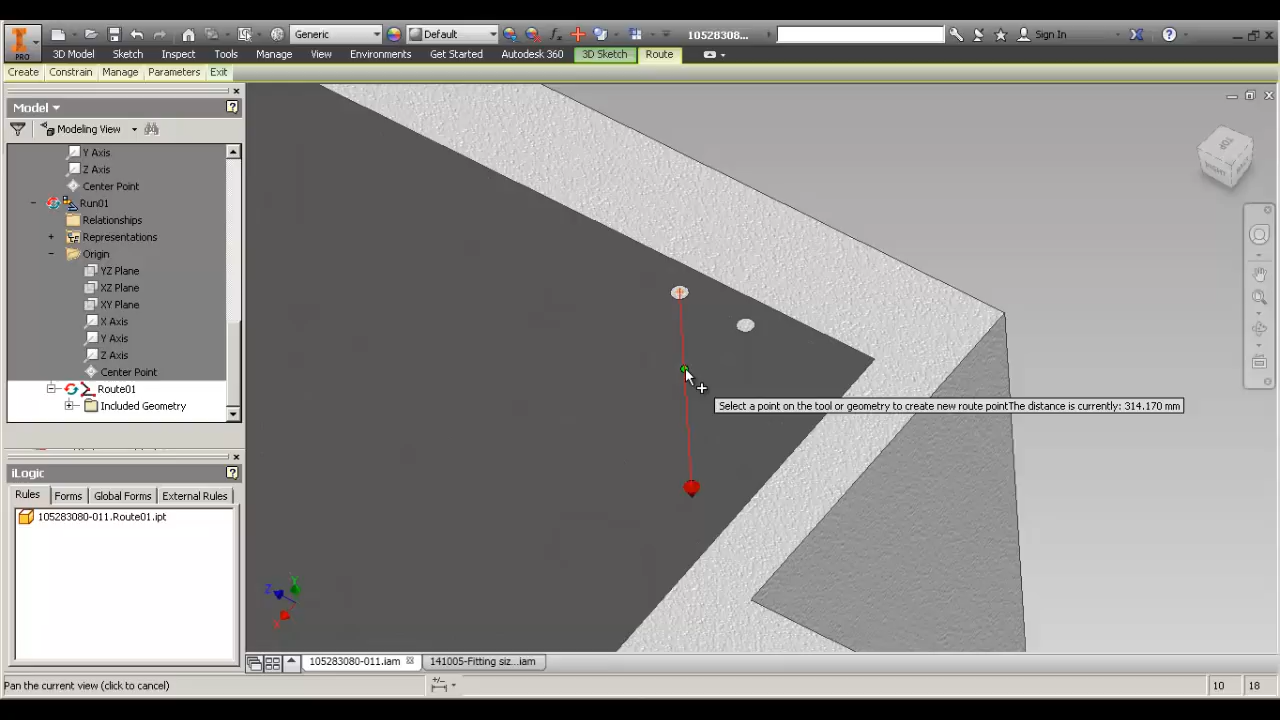 PRO
Generic
Default
fx
105283080...
Sign In
3D Model Sketch Inspect Tools Manage View Environments Get Started Autodesk 360 3D Sketch Route
Create Constrain Manage Parameters Exit
Model
Modeling View
Y Axis
Z Axis
Center Point
Run01
Relationships
Representations
Origin
YZ Plane
XZ Plane
XY Plane
X Axis
Y Axis
Z Axis
Center Point
Route01
Included Geometry
TOP
Select a point on the tool or geometry to create new route pointThe distance is currently: 314.170 mm
iLogic
Rules Forms Global Forms External Rules
105283080-011.Route01.ipt
Z Y
X
105283080-011.iam 141005-Fitting siz...iam
Pan the current view (click to cancel)
10 18